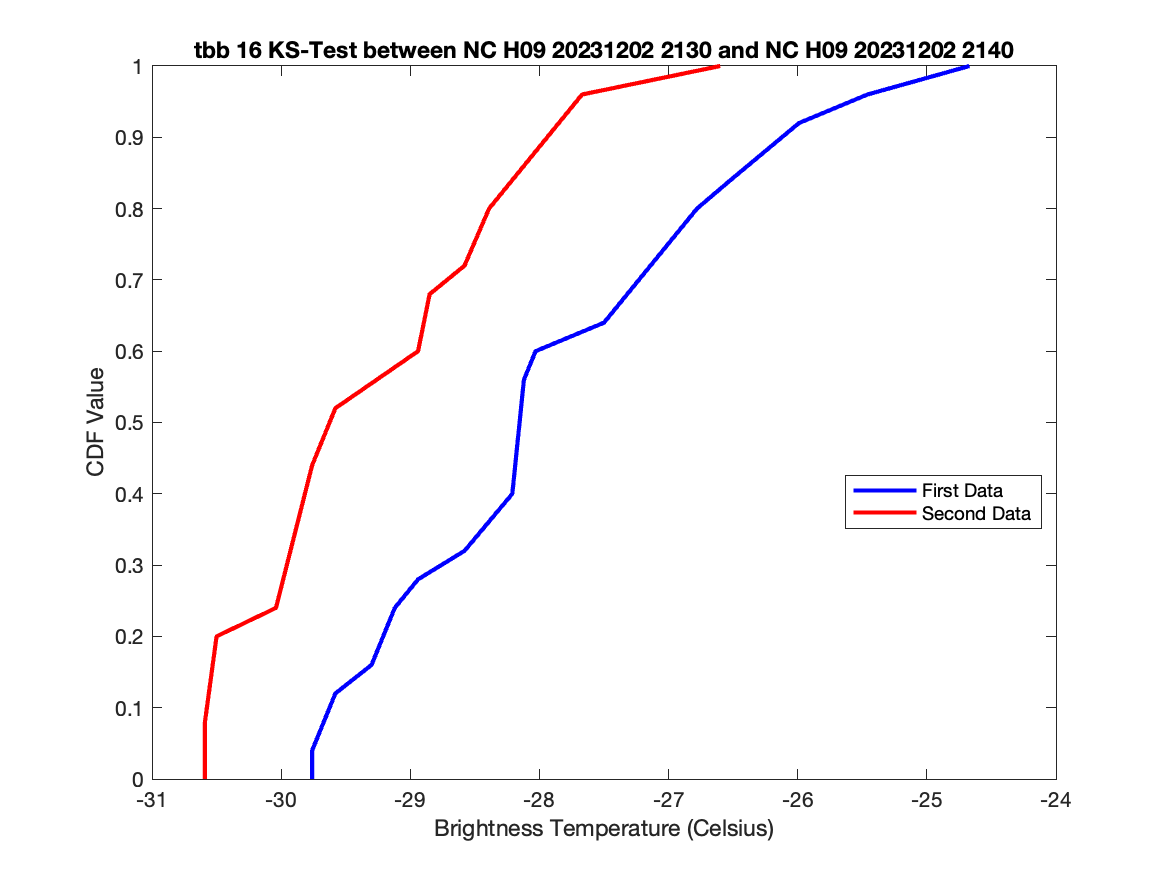 tbb 16 KS-Test between NC H09 20231202 2130 and NC H09 20231202 2140
1
0.9
0.8
0.7
0.6
0.5
0.4
0.3
0.2
0.1
0
CDF Value
First Data
Second Data
-31 -30 -29 -28 -27 -26 -25 -24
Brightness Temperature (Celsius)